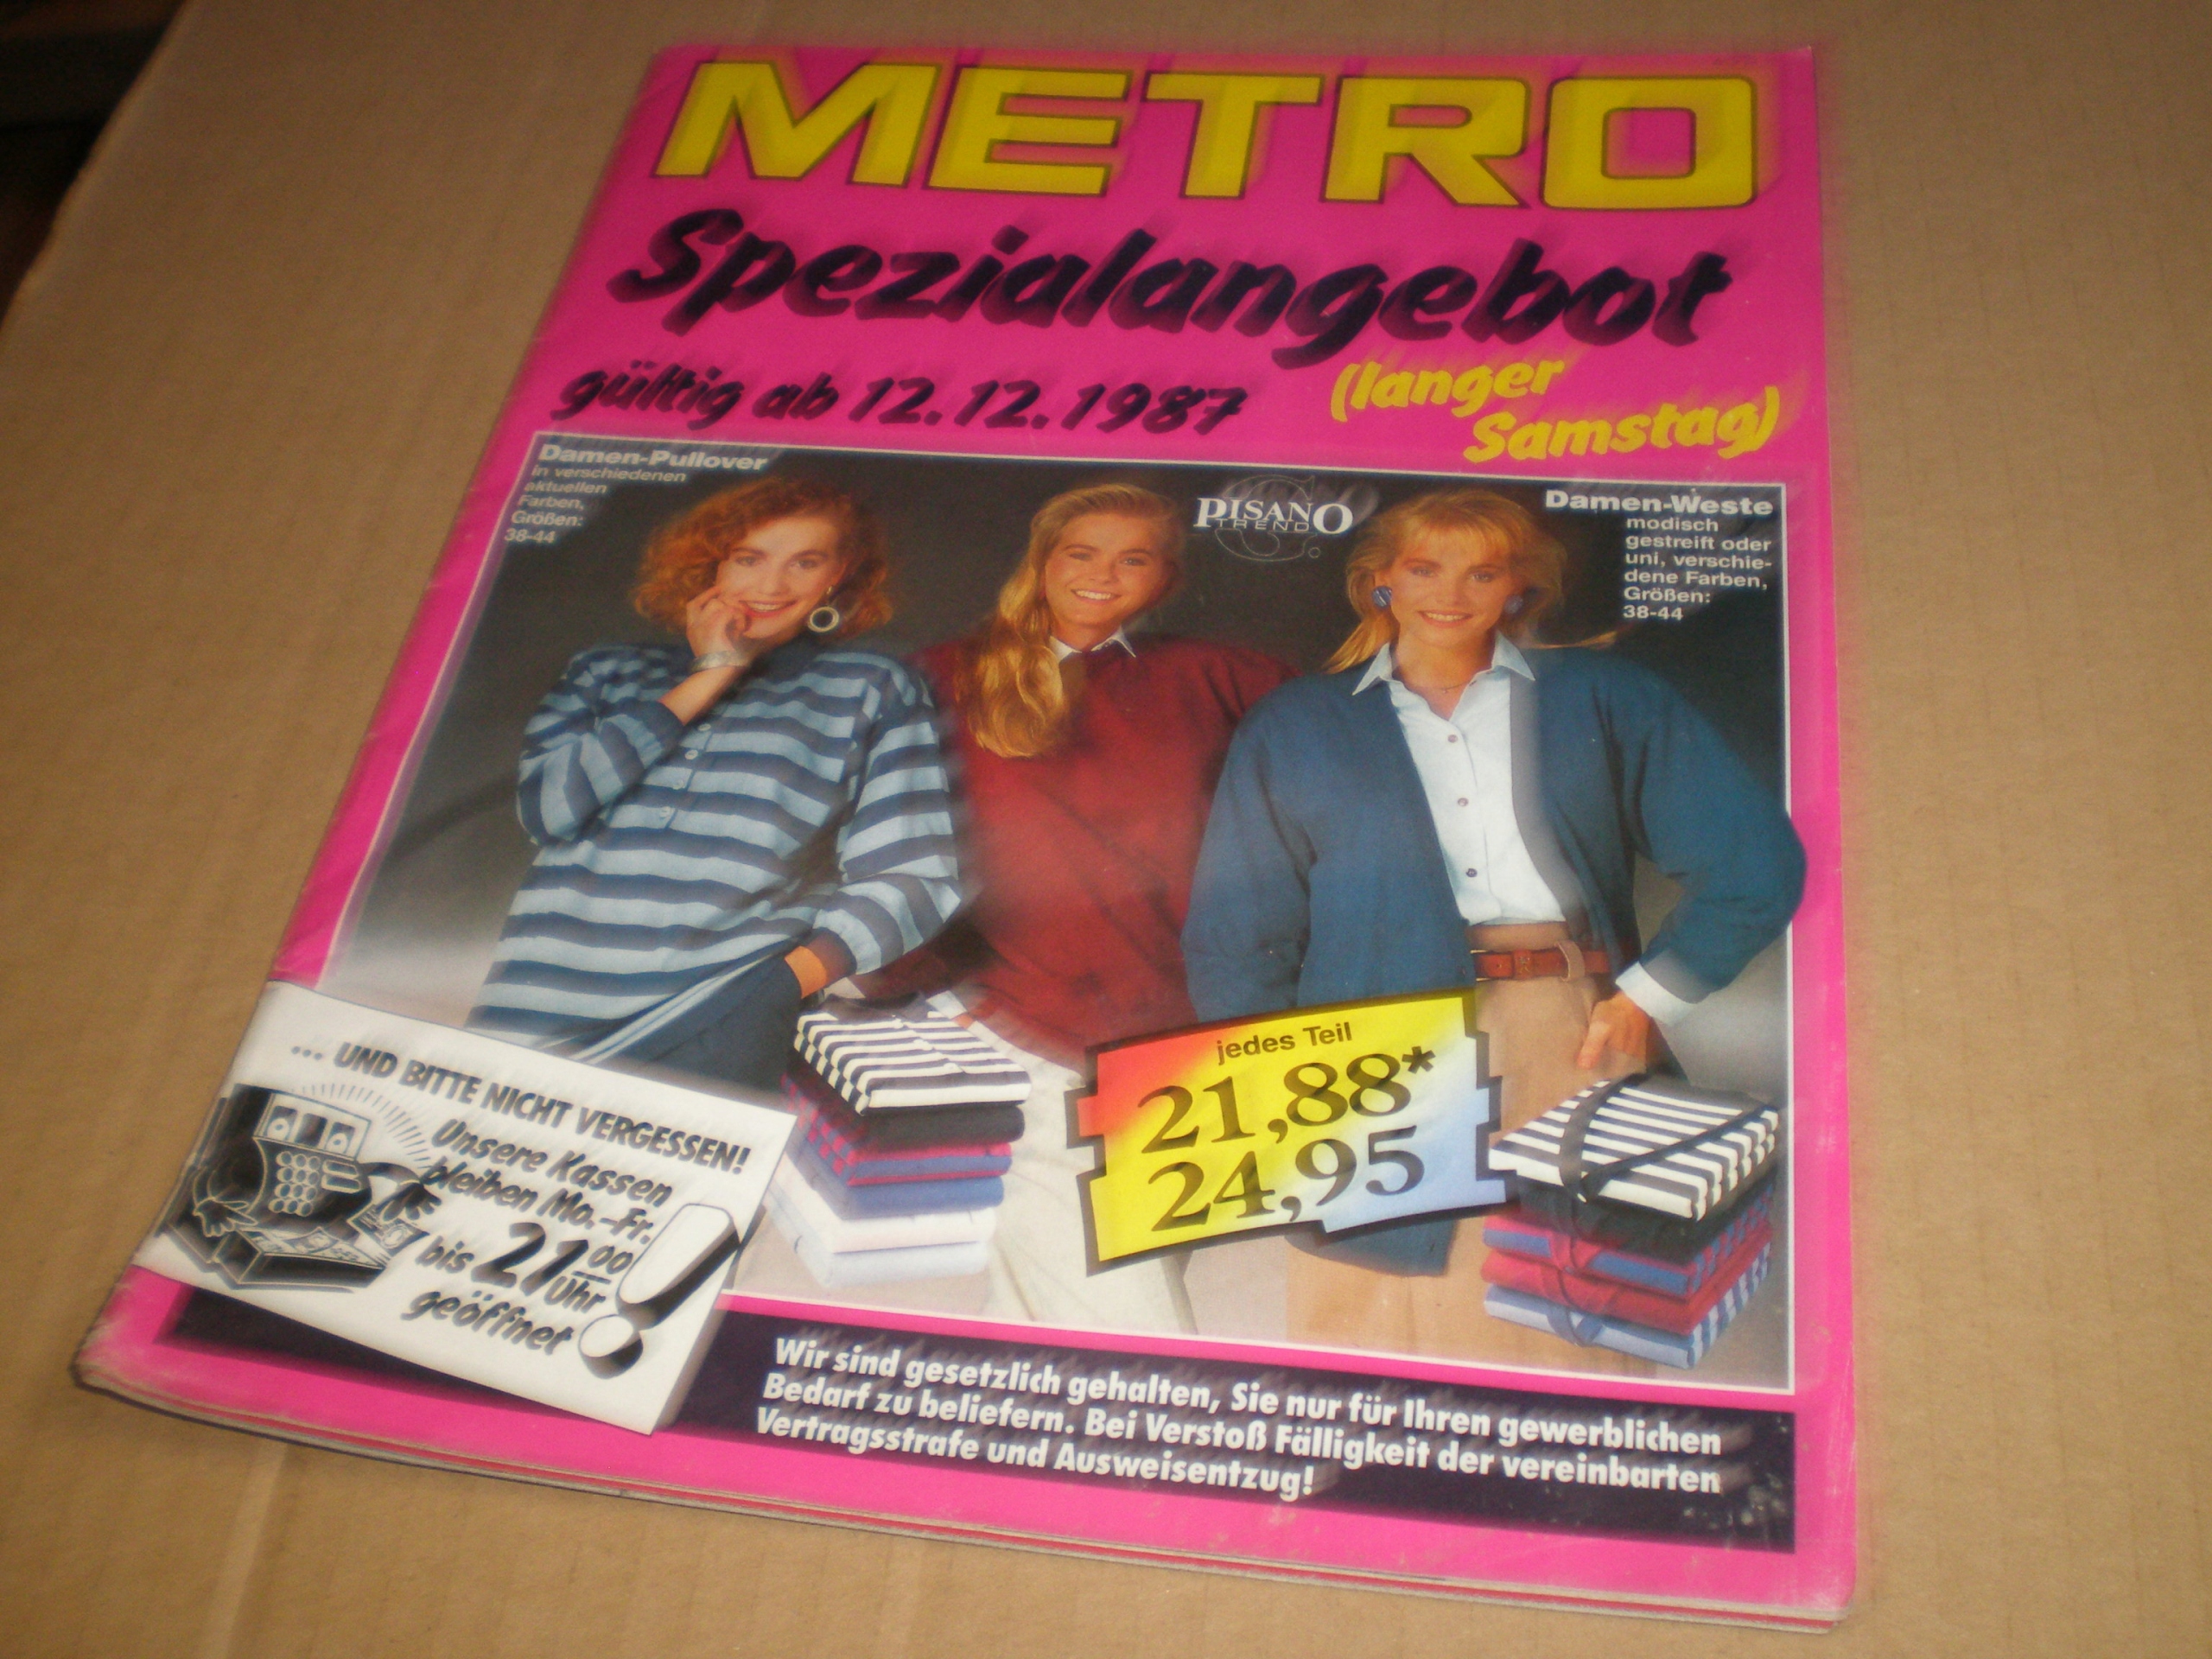 METRO
Spezialangebot
gültig ab 12.12.1987
(langer
Samstag)
Damen-Pullover
in verschiedenen
aktuellen
Farben,
Größen:
38-44
PISANO
TREND
Damen-Weste
modisch
gestreift oder
uni, verschie-
dene Farben,
Größen:
38-44
jedes Teil
21,88*
24,95
... UND BITTE NICHT VERGESSEN!
Unsere Kassen
bleiben Mo.-Fr.
bis 21 00 Uhr
geöffnet!
Wir sind gesetzlich gehalten, Sie nur für Ihren gewerblichen
Bedarf zu beliefern. Bei Verstoß Fälligkeit der vereinbarten
Vertragsstrafe und Ausweisentzug!